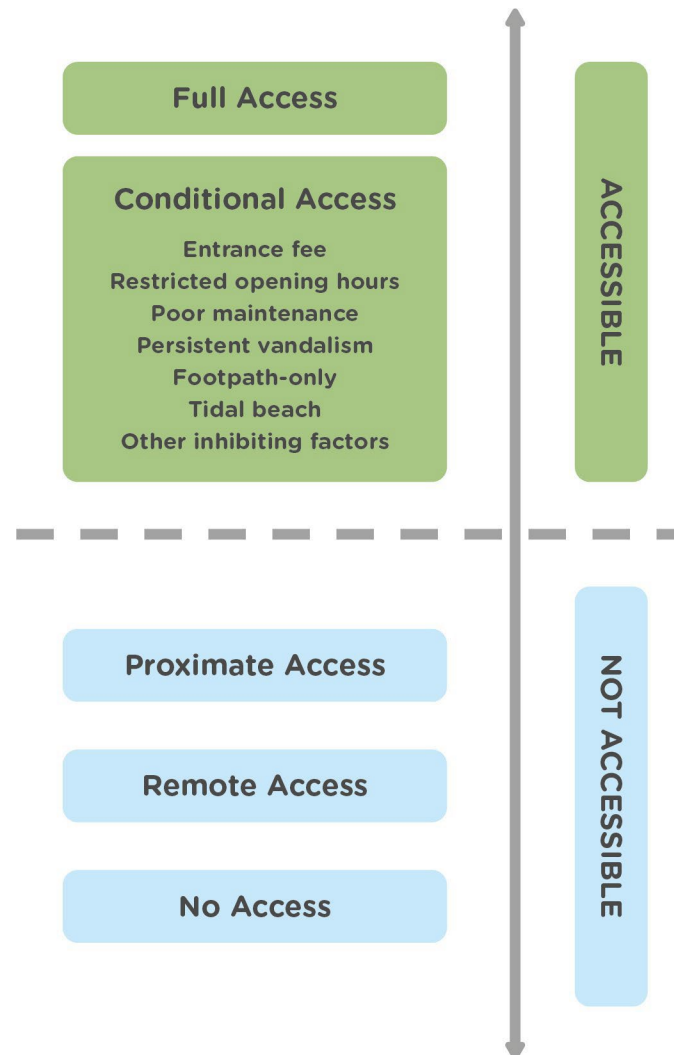 Full Access
Conditional Access
Entrance fee
Restricted opening hours
Poor maintenance
Persistent vandalism
Footpath-only
Tidal beach
Other inhibiting factors
ACCESSIBLE
Proximate Access
Remote Access
No Access
NOT ACCESSIBLE